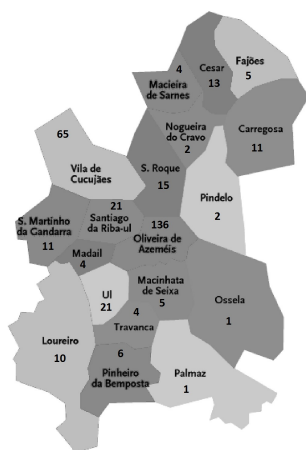 Fajões
5
Cesar
13
4
Macieira
de Sarnes
Nogueira
do Cravo
2
Carregosa
11
65
Vila de
Cucujães
S. Roque
15
Pindelo
2
21
Santiago
da Riba-ul
136
Oliveira de
Azeméis
S. Martinho
da Gandarra
11
Madail
4
Macinhata
de Seixa
5
Ul
21
Ossela
1
4
Travanca
Loureiro
10
6
Pinheiro
da Bemposta
Palmaz
1